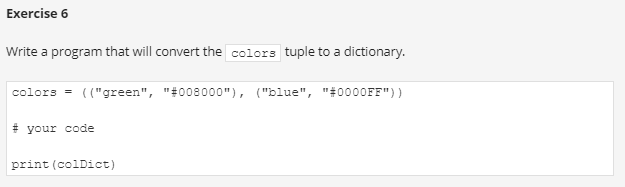 Exercise 6
Write a program that will convert the colors tuple to a dictionary.
colors = (("green", "#008000"), ("blue", "#0000FF"))
# your code
print(colDict)